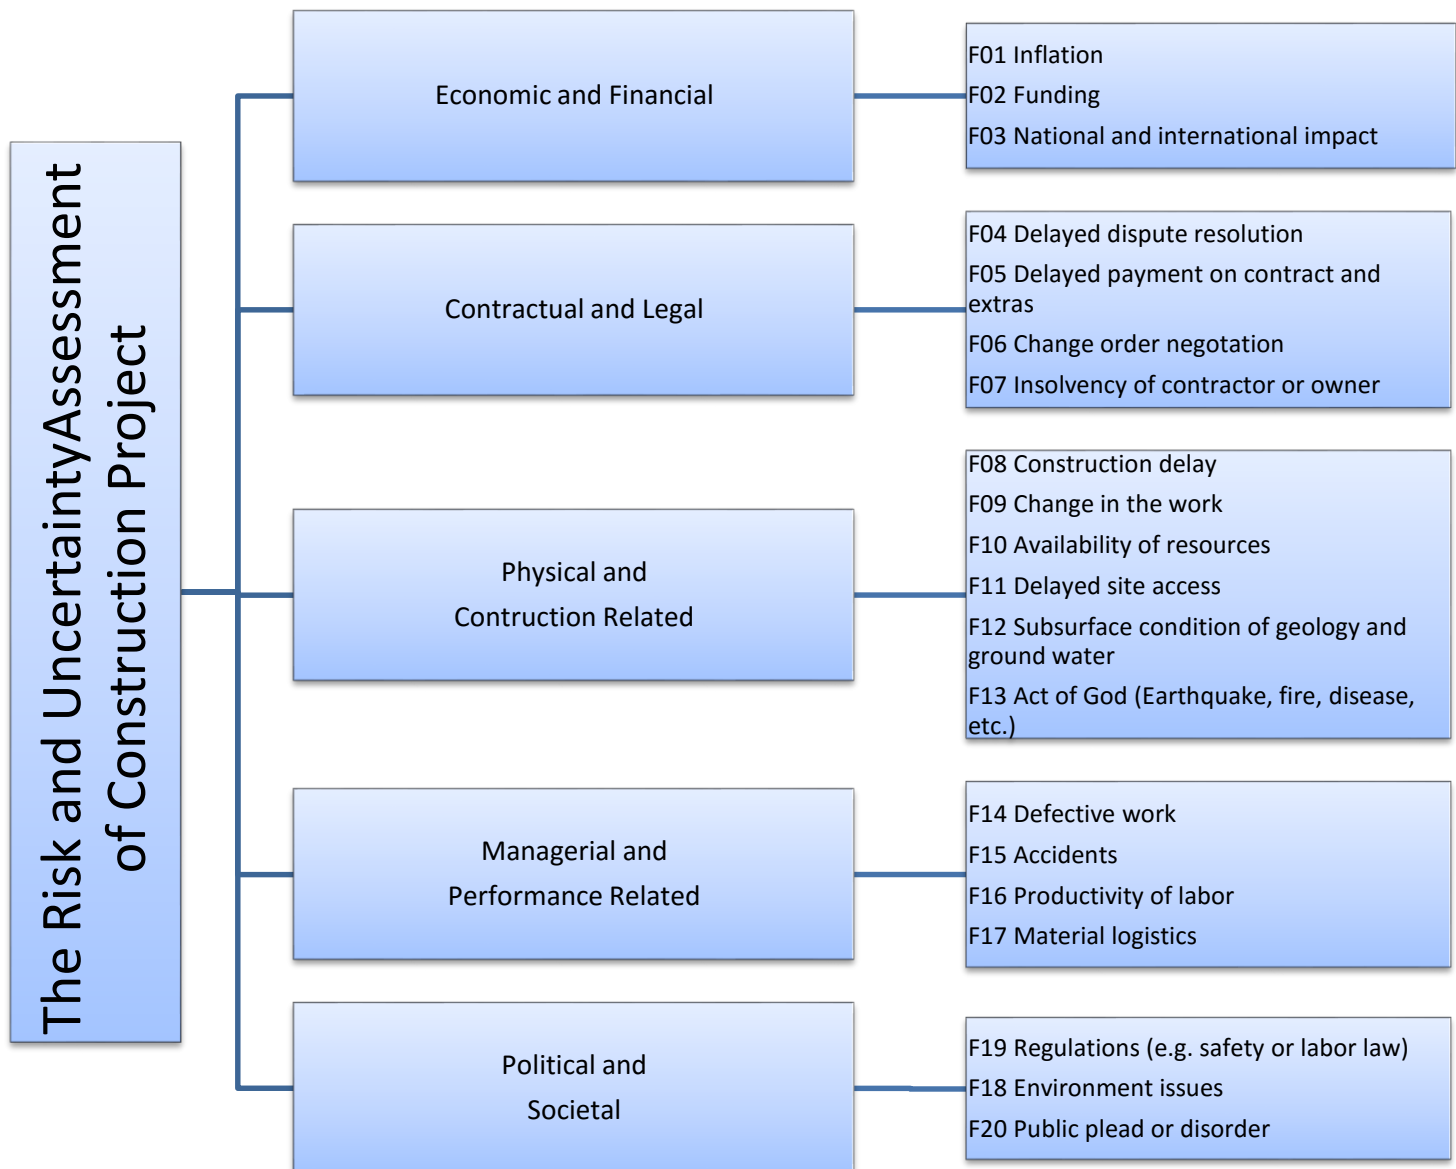 The Risk and UncertaintyAssessment
of Construction Project
Economic and Financial
F01 Inflation
F02 Funding
F03 National and international impact
Contractual and Legal
F04 Delayed dispute resolution
F05 Delayed payment on contract and
extras
F06 Change order negotation
F07 Insolvency of contractor or owner
Physical and
Contruction Related
F08 Construction delay
F09 Change in the work
F10 Availability of resources
F11 Delayed site access
F12 Subsurface condition of geology and
ground water
F13 Act of God (Earthquake, fire, disease,
etc.)
Managerial and
Performance Related
F14 Defective work
F15 Accidents
F16 Productivity of labor
F17 Material logistics
Political and
Societal
F19 Regulations (e.g. safety or labor law)
F18 Environment issues
F20 Public plead or disorder